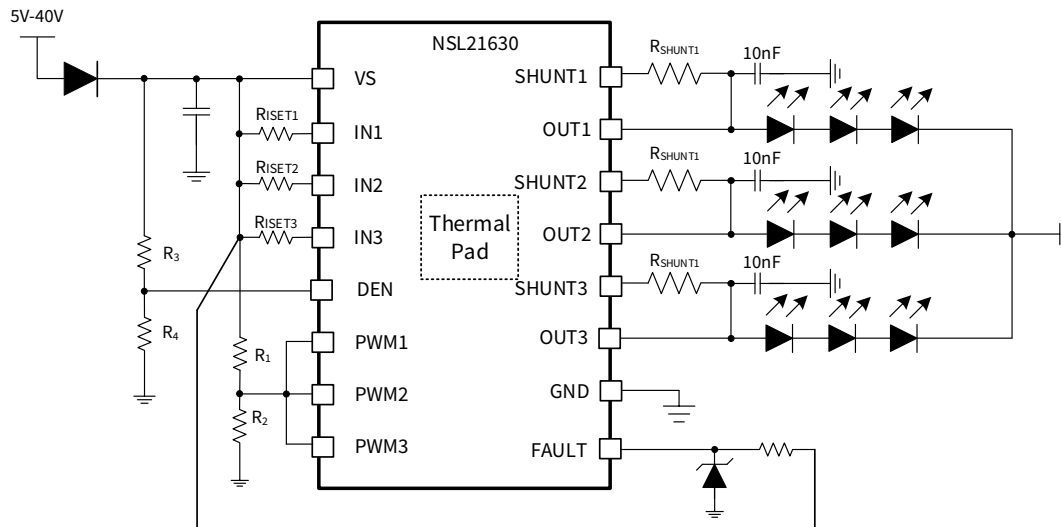 5V-40V
NSL21630
VS
IN1
IN2
IN3
DEN
PWM1
PWM2
PWM3
RISET1
RISET2
RISET3
R3
R4
R1
R2
Thermal
Pad
SHUNT1
OUT1
SHUNT2
OUT2
SHUNT3
OUT3
GND
FAULT
RSHUNT1
10nF
RSHUNT1
10nF
RSHUNT1
10nF